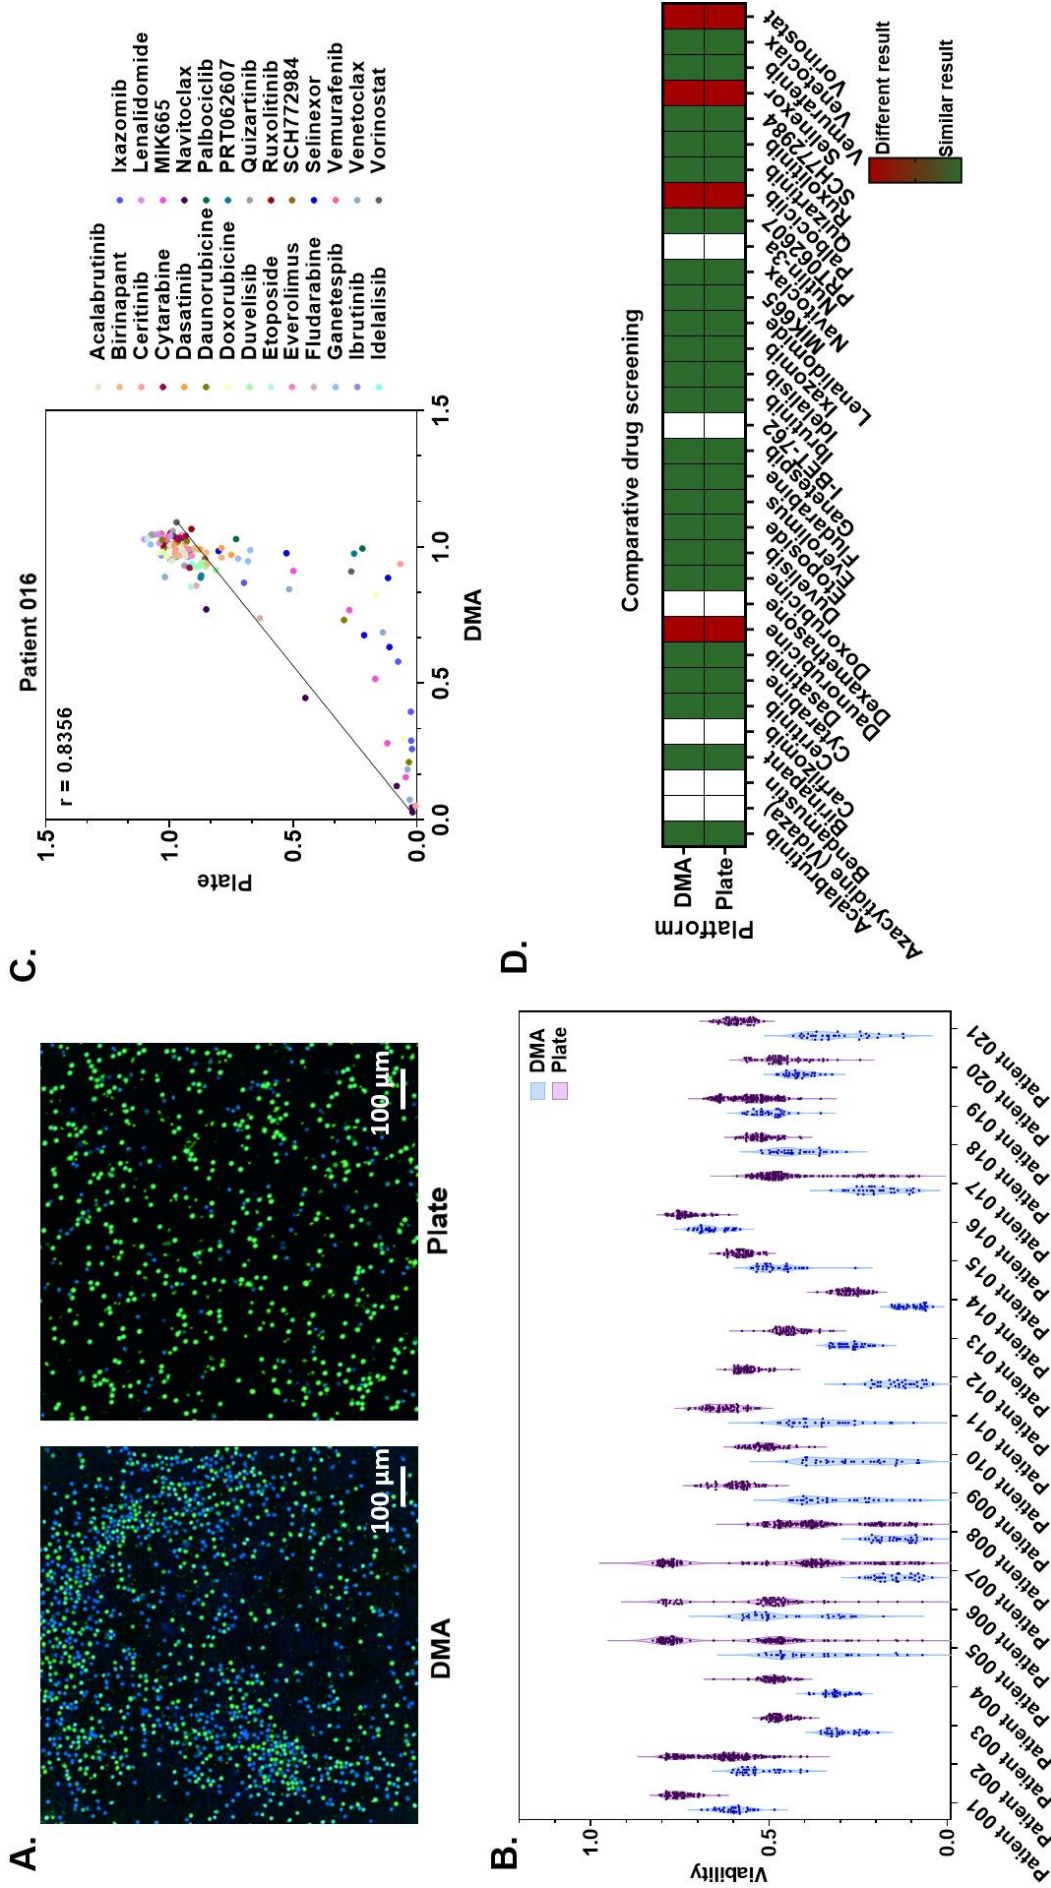 A.
100 µm
DMA
100 µm
Plate
B.
Viability
1.0
0.5
0.0
DMA
Plate
Patient 001
Patient 002
Patient 003
Patient 004
Patient 005
Patient 006
Patient 007
Patient 008
Patient 009
Patient 010
Patient 011
Patient 012
Patient 013
Patient 014
Patient 015
Patient 016
Patient 017
Patient 018
Patient 019
Patient 020
Patient 021
C.
Patient 016
r = 0.8356
Plate
1.5
1.0
0.5
0.0
0.0
0.5
1.0
1.5
DMA
Acalabrutinib
Birinapant
Ceritinib
Cytarabine
Dasatinib
Daunorubicine
Doxorubicine
Duvelisib
Etoposide
Everolimus
Fludarabine
Ganetespib
Ibrutinib
Idelalisib
Ixazomib
Lenalidomide
MIK665
Navitoclax
Palbociclib
PRT062607
Quizartinib
Ruxolitinib
SCH772984
Selinexor
Vemurafenib
Venetoclax
Vorinostat
D.
Comparative drug screening
Platform
DMA
Plate
Acalabrutinib
Azacytidine (Vidaza)
Bendamustin
Birinapant
Carfilzomib
Ceritinib
Cytarabine
Dasatinib
Daunorubicine
Dexamethasone
Doxorubicine
Duvelisib
Etoposide
Everolimus
Fludarabine
Ganetespib
I-BET-762
Ibrutinib
Idelalisib
Ixazomib
Lenalidomide
MIK665
Navitoclax
Nutilin-3a
PRT062607
Palbociclib
Quizartinib
Ruxolitinib
SCH772984
Selinexor
Vemurafenib
Venetoclax
Vorinostat
Different result
Similar result